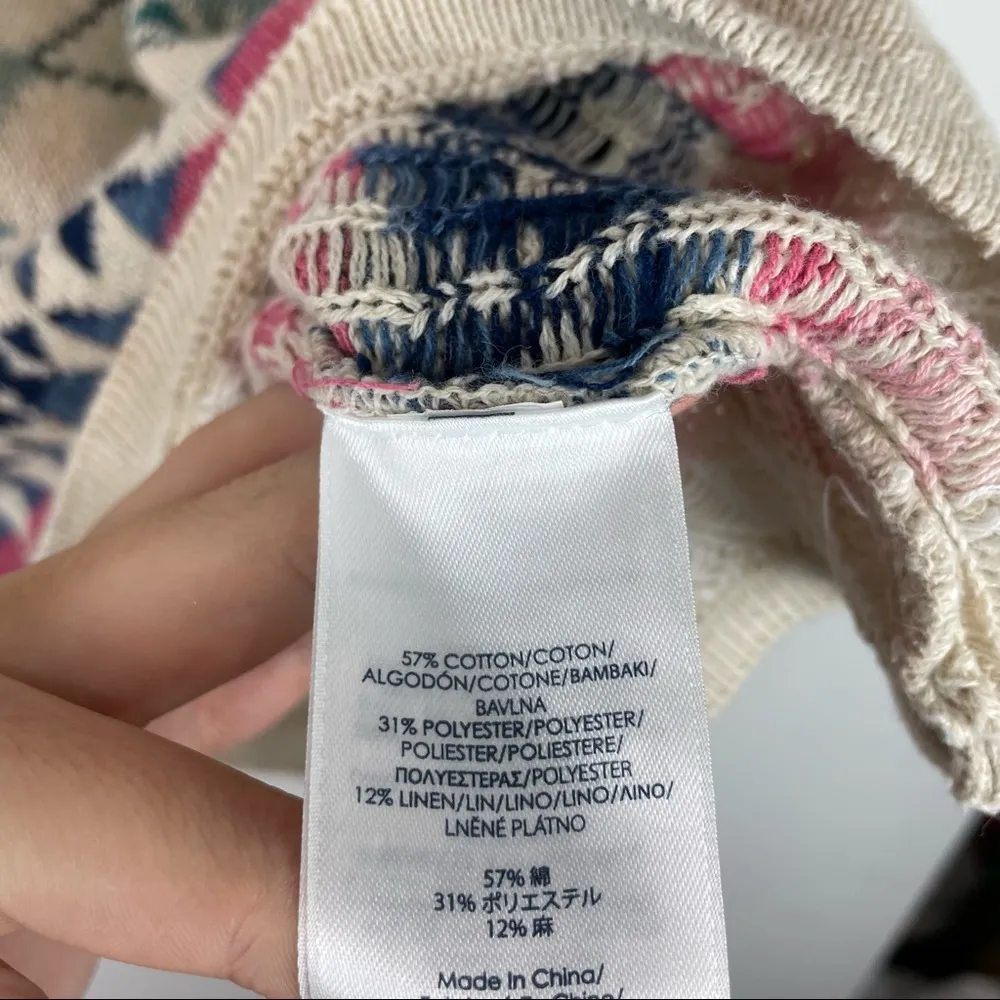 57% COTTON/COTON/
ALGODÓN/COTONE/BAMBAKI/
BAVLNA
31% POLYESTER/POLYESTER/
POLIESTER/POLIESTERE/
ΠΟΛΥΕΣΤΕΡΑΣ/POLYESTER
12% LINEN/LIN/LINO/LINO/ΛΙΝΟ/
LNĚNÉ PLÁTNO
57% 綿
31% ポリエステル
12% 麻
Made In China/